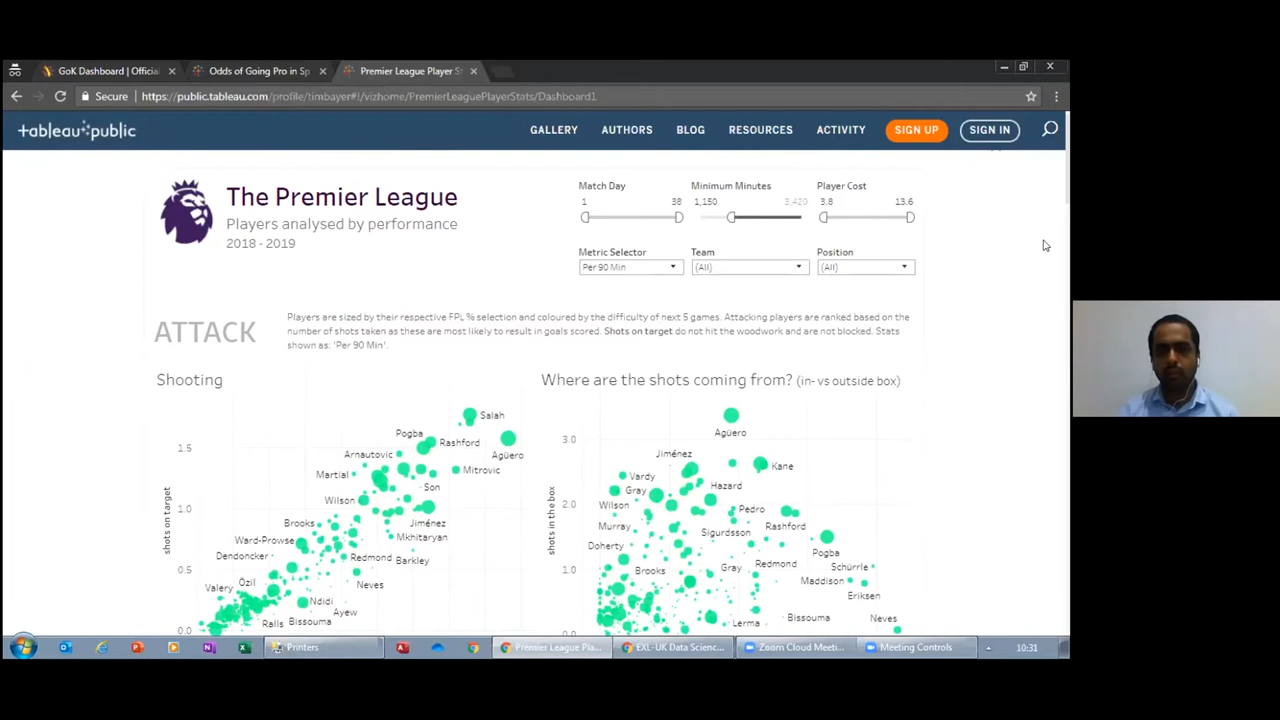 GoK Dashboard | Official
Odds of Going Pro in Sp
Premier League Player St
Secure
https://public.tableau.com/profile/timbayer#!/vizhome/PremierLeaguePlayerStats/Dashboard1
+ableau+public
GALLERY
AUTHORS
BLOG
RESOURCES
ACTIVITY
SIGN UP
SIGN IN
The Premier League
Players analysed by performance
2018 - 2019
Match Day
1
38
Minimum Minutes
1,150
3,420
Player Cost
3.8
13.6
Metric Selector
Per 90 Min
Team
(All)
Position
(All)
ATTACK
Players are sized by their respective FPL % selection and coloured by the difficulty of next 5 games. Attacking players are ranked based on the
number of shots taken as these are most likely to result in goals scored. Shots on target do not hit the woodwork and are not blocked. Stats
shown as: 'Per 90 Min'.
Shooting
shots on target
1.5
1.0
0.5
0.0
Salah
Pogba
Rashford
Agüero
Arnautovic
Mitrovic
Martial
Son
Wilson
Jiménez
Brooks
Mkhitaryan
Ward-Prowse
Dendoncker
Redmond
Barkley
Özil
Valery
Neves
Ndidi
Ayew
Ralls
Bissouma
Where are the shots coming from? (in- vs outside box)
shots in the box
3.0
2.0
1.0
0.0
Agüero
Jiménez
Kane
Vardy
Gray
Hazard
Wilson
Pedro
Murray
Sigurdsson
Rashford
Doherty
Pogba
Brooks
Gray
Redmond
Schürrle
Maddison
Eriksen
Lerma
Bissouma
Neves
Printers
Premier League Pla...
EXL-UK Data Scienc...
Zoom Cloud Meeti...
Meeting Controls
10:31